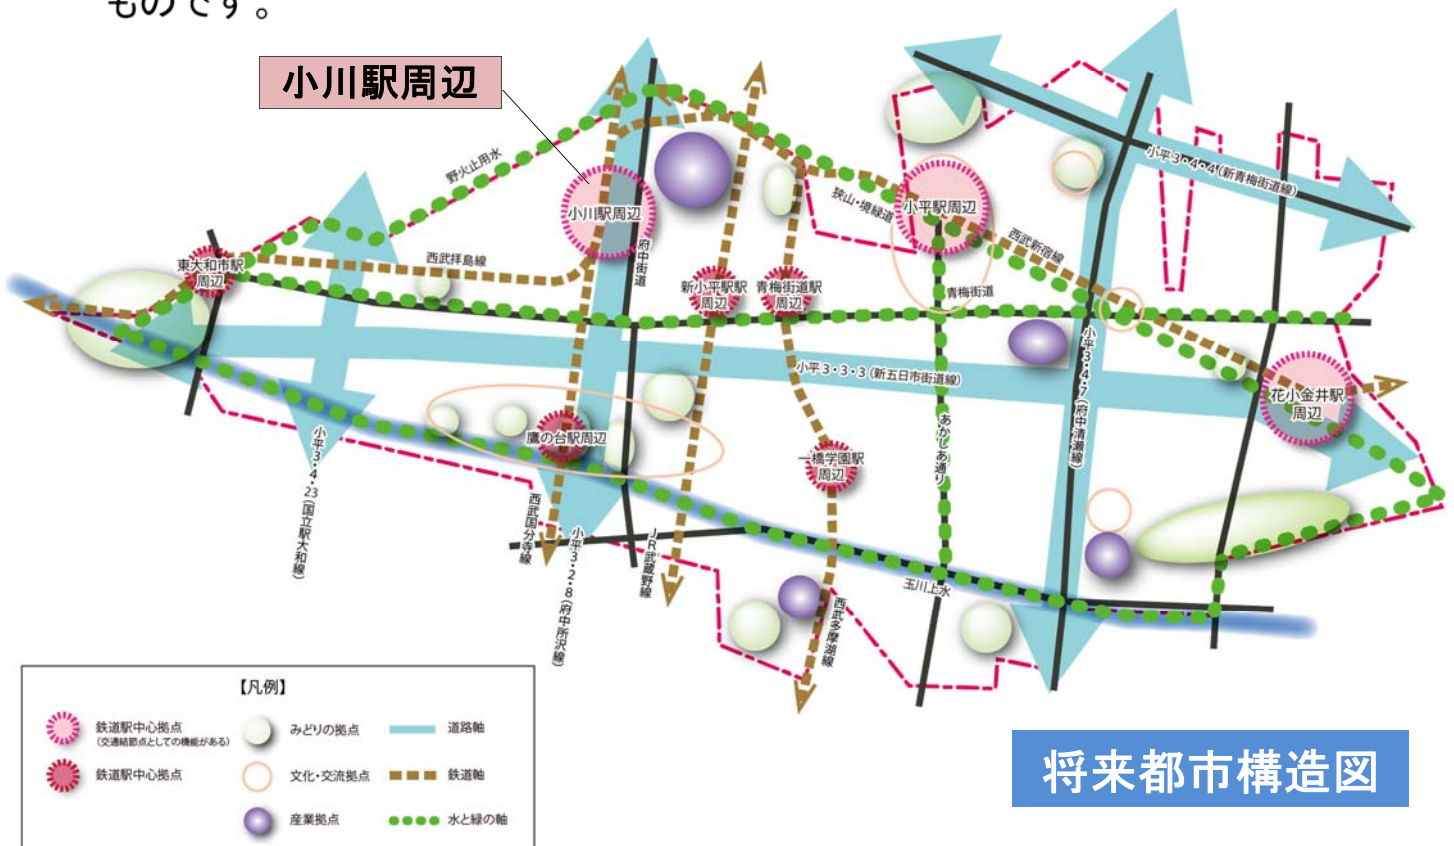 ものです。
小川駅周辺
野火止用水
小川駅周辺
府中街道
東大和市駅
周辺
西武拝島線
新小平駅駅
周辺
青梅街道駅
周辺
狭山・境緑道
小平駅周辺
西武新宿線
青梅街道
小平3・4・4(新青梅街道線)
小平3・3・3(新五日市街道線)
小平3・4・7(府中清瀬線)
あかしあ通り
花小金井駅
周辺
鷹の台駅周辺
一橋学園駅
周辺
小平3・4・23(国立駅大和線)
西武国分寺線
小平3・2・8(府中所沢線)
JR武蔵野線
西武多摩湖線
玉川上水
【凡例】
鉄道駅中心拠点
(交通結節点としての機能がある)
鉄道駅中心拠点
みどりの拠点
文化・交流拠点
産業拠点
道路軸
鉄道軸
水と緑の軸
将来都市構造図